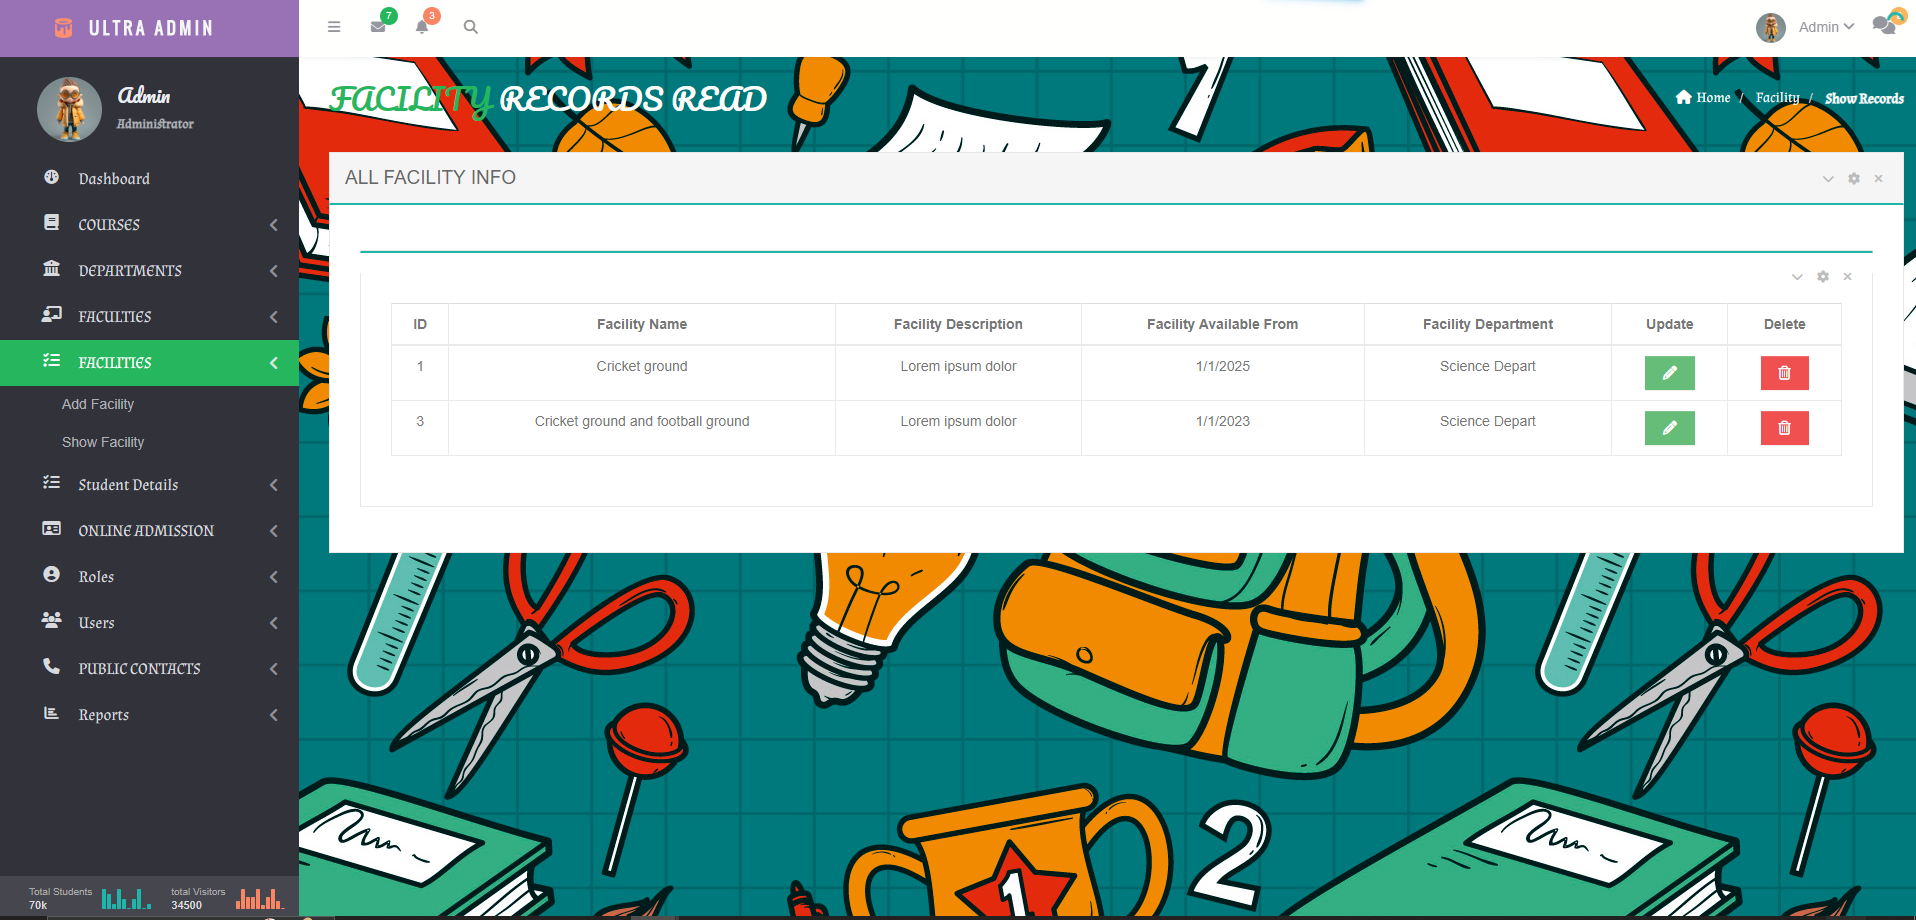 ULTRA ADMIN
7
3
Admin
Admin
Administrator
Dashboard
COURSES
DEPARTMENTS
FACULTIES
FACILITIES
Add Facility
Show Facility
Student Details
ONLINE ADMISSION
Roles
Users
PUBLIC CONTACTS
Reports
Total Students
70k
total Visitors
34500
FACILITY RECORDS READ
Home / Facility / Show Records
ALL FACILITY INFO
ID Facility Name Facility Description Facility Available From Facility Department Update Delete
1 Cricket ground Lorem ipsum dolor 1/1/2025 Science Depart
3 Cricket ground and football ground Lorem ipsum dolor 1/1/2023 Science Depart
1
2
1